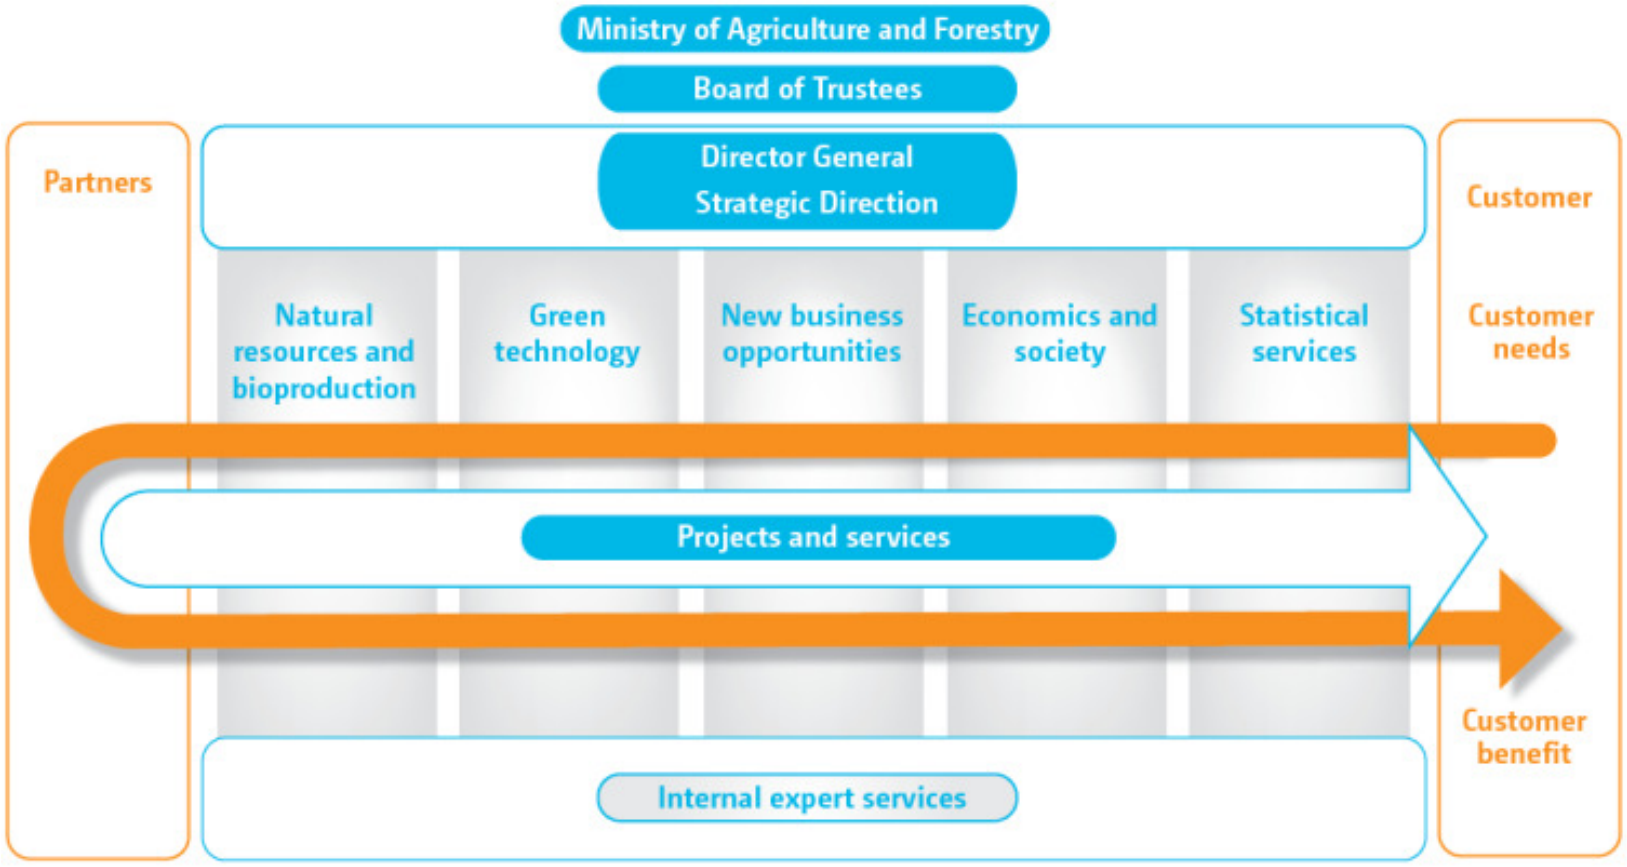 Ministry of Agriculture and Forestry
Board of Trustees
Director General
Strategic Direction
Partners
Customer
Natural
resources and
bioproduction
Green
technology
New business
opportunities
Economics and
society
Statistical
services
Customer
needs
Projects and services
Customer
benefit
Internal expert services